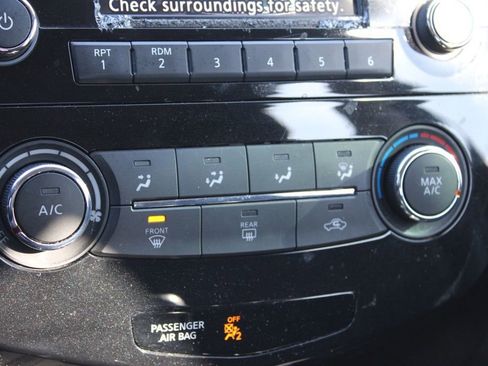 Check surroundings for safety.
RPT RDM
1 2 3 4 5 6
A/C
MAX
A/C
FRONT
REAR
PASSENGER
AIR BAG
OFF
2